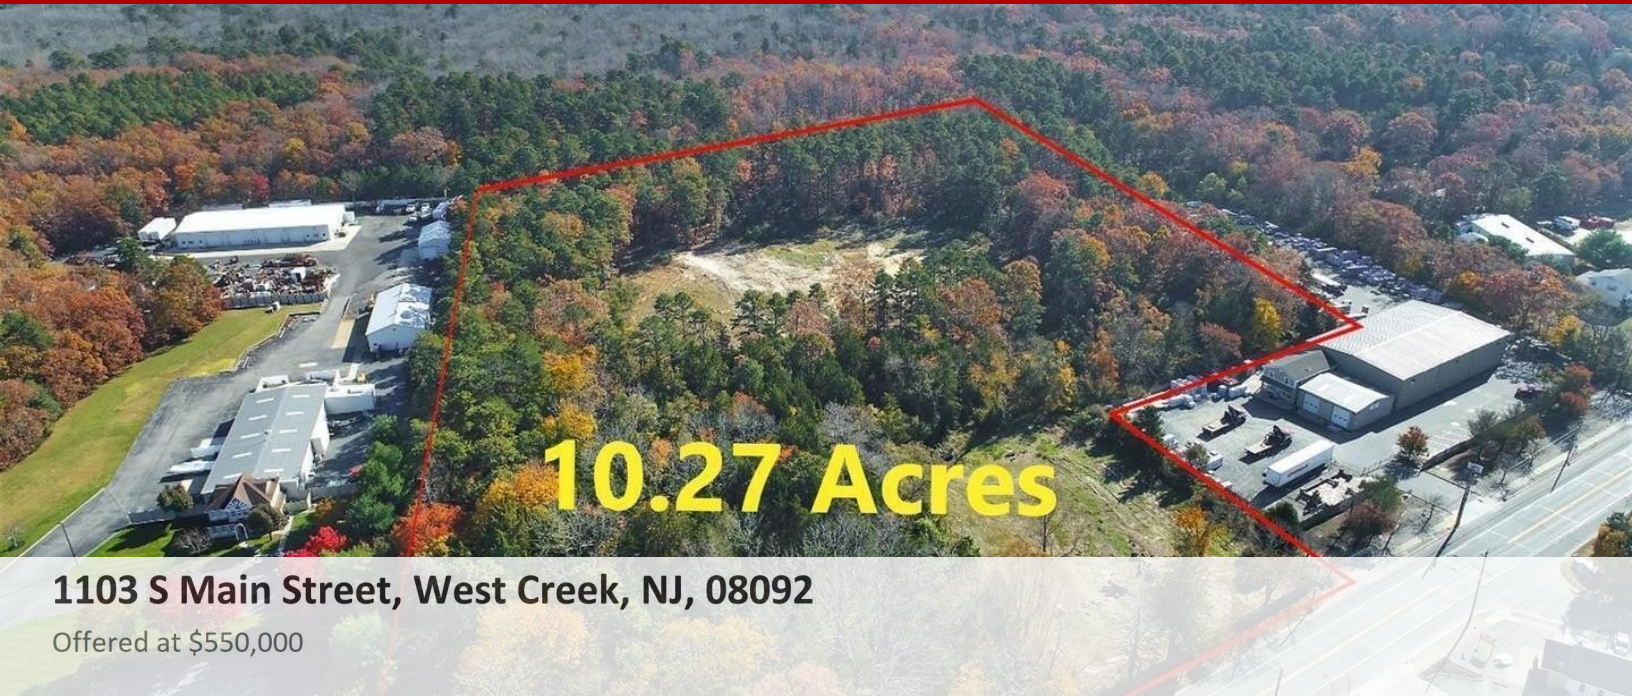 10.27 Acres
1103 S Main Street, West Creek, NJ, 08092
Offered at $550,000